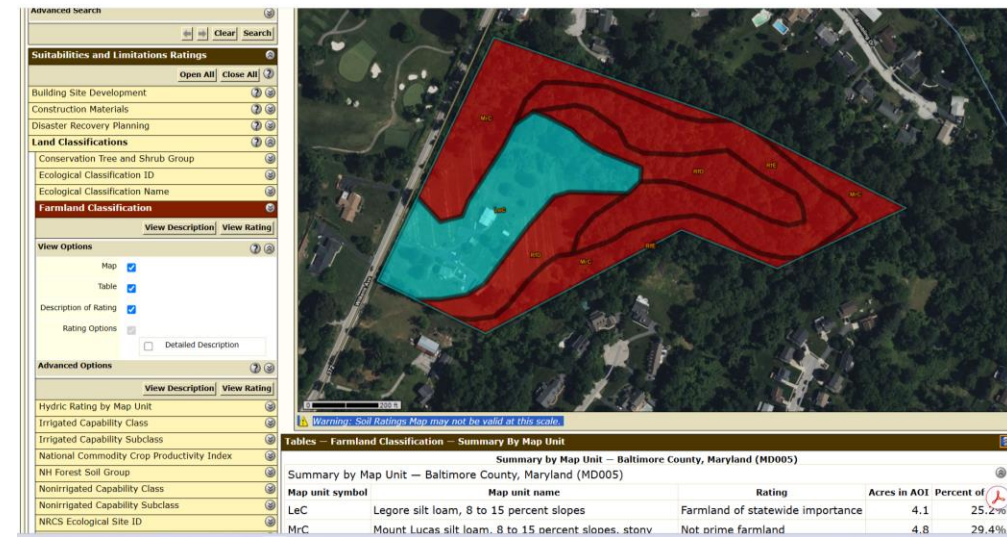 Advanced Search
Clear Search
Suitabilities and Limitations Ratings
Open All Close All
Building Site Development
Construction Materials
Disaster Recovery Planning
Land Classifications
Conservation Tree and Shrub Group
Ecological Classification ID
Ecological Classification Name
Farmland Classification
View Description View Rating
View Options
Map
Table
Description of Rating
Rating Options
Detailed Description
Advanced Options
View Description View Rating
Hydric Rating by Map Unit
Irrigated Capability Class
Irrigated Capability Subclass
National Commodity Crop Productivity Index
NH Forest Soil Group
Nonirrigated Capability Class
Nonirrigated Capability Subclass
NRCS Ecological Site ID
MrC
LeC
MrC
0 200 ft
Warning: Soil Ratings Map may not be valid at this scale.
Tables — Farmland Classification — Summary By Map Unit
Summary by Map Unit — Baltimore County, Maryland (MD005)
Summary by Map Unit — Baltimore County, Maryland (MD005)
Map unit symbol Map unit name Rating Acres in AOI Percent of
LeC Legore silt loam, 8 to 15 percent slopes Farmland of statewide importance 4.1 25.2%
MrC Mount Lucas silt loam, 8 to 15 percent slopes, stony Not prime farmland 4.8 29.4%